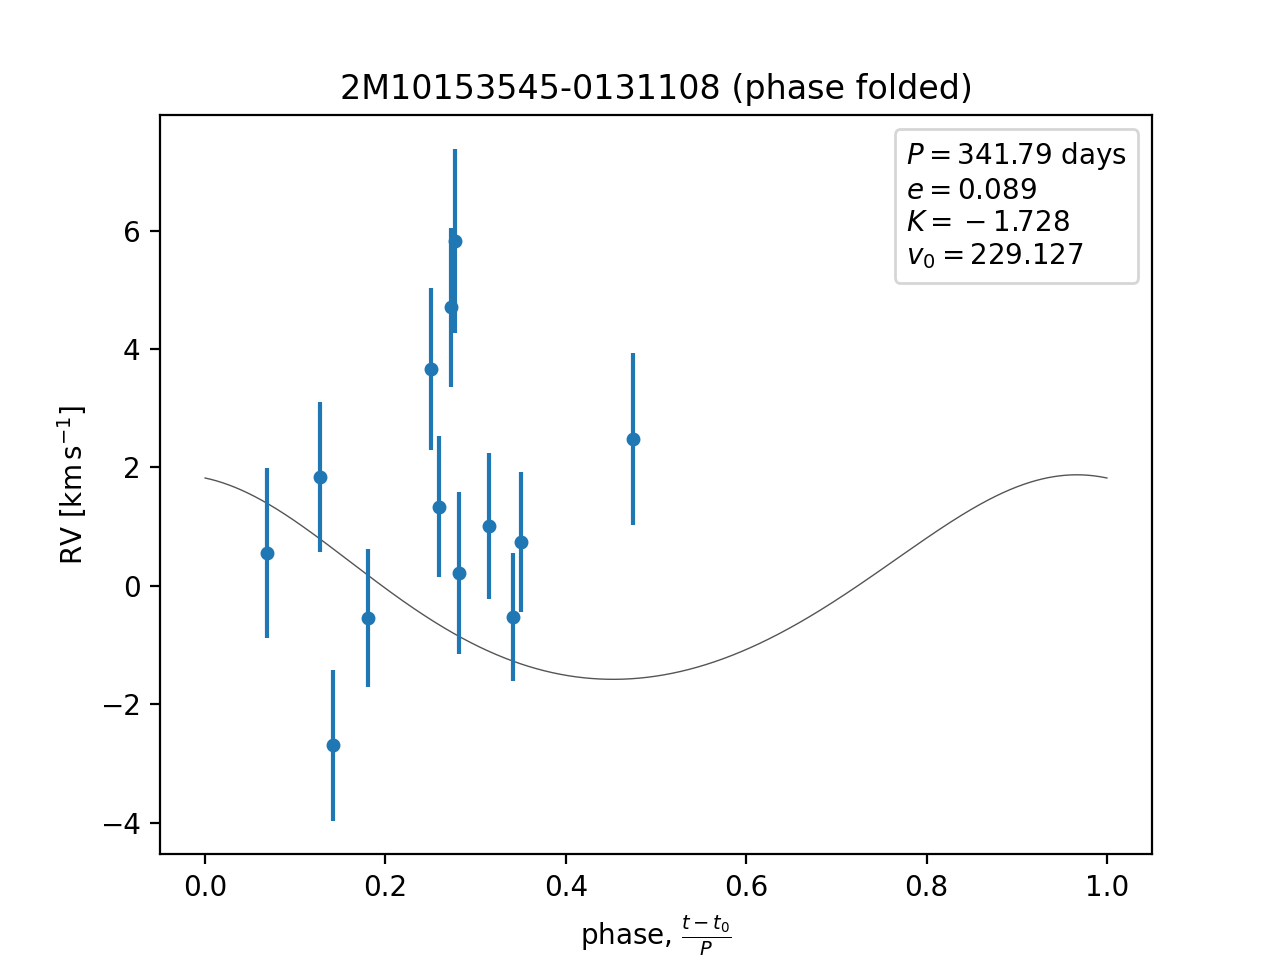 2M10153545-0131108 (phase folded)
P = 341.79 days
e = 0.089
K = −1.728
v₀ = 229.127
6
4
2
0
−2
−4
RV [km s⁻¹]
0.0 0.2 0.4 0.6 0.8 1.0
phase, (t − t₀)/P